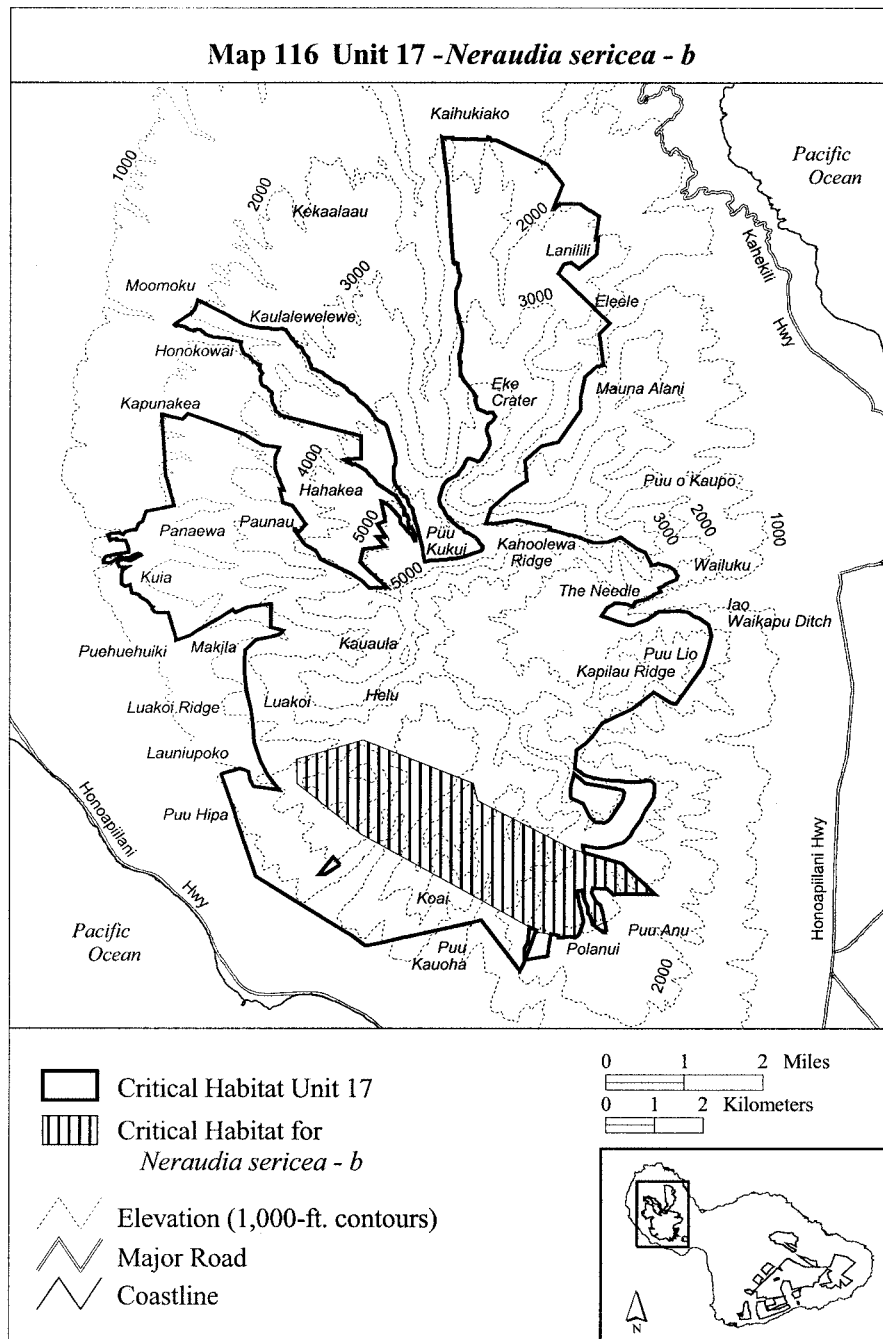 Map 116 Unit 17 - Neraudia sericea - b
Kaihukiako
Pacific
Ocean
1000
2000
Kekaalaau
2000
Lanilili
Kahekili
Hwy
3000
3000
Moomoku
Kaulalewelewe
Eleele
Honokowai
Kapunakea
Eke
Crater
Mauna Alani
4000
Hahakea
Puu o Kaupo
Panaewa
Paunau
5000
Puu
Kukui
Kahoolewa
Ridge
3000
2000
1000
Wailuku
Kuia
5000
The Needle
Iao
Waikapu Ditch
Puehuehuiki
Makila
Kauaula
Puu Lio
Kapilau Ridge
Luakoi Ridge
Luakoi
Helu
Launiupoko
Puu Hipa
Honoapiilani
Hwy
Honoapiilani Hwy
Koai
Pacific
Ocean
Puu
Kauoha
Polanui
Puu Anu
2000
Critical Habitat Unit 17
Critical Habitat for
Neraudia sericea - b
Elevation (1,000-ft. contours)
Major Road
Coastline
0 1 2 Miles
0 1 2 Kilometers
N